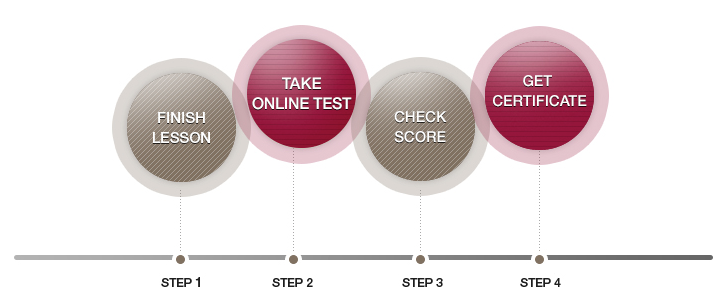 FINISH
LESSON
TAKE
ONLINE TEST
CHECK
SCORE
GET
CERTIFICATE
STEP 1
STEP 2
STEP 3
STEP 4